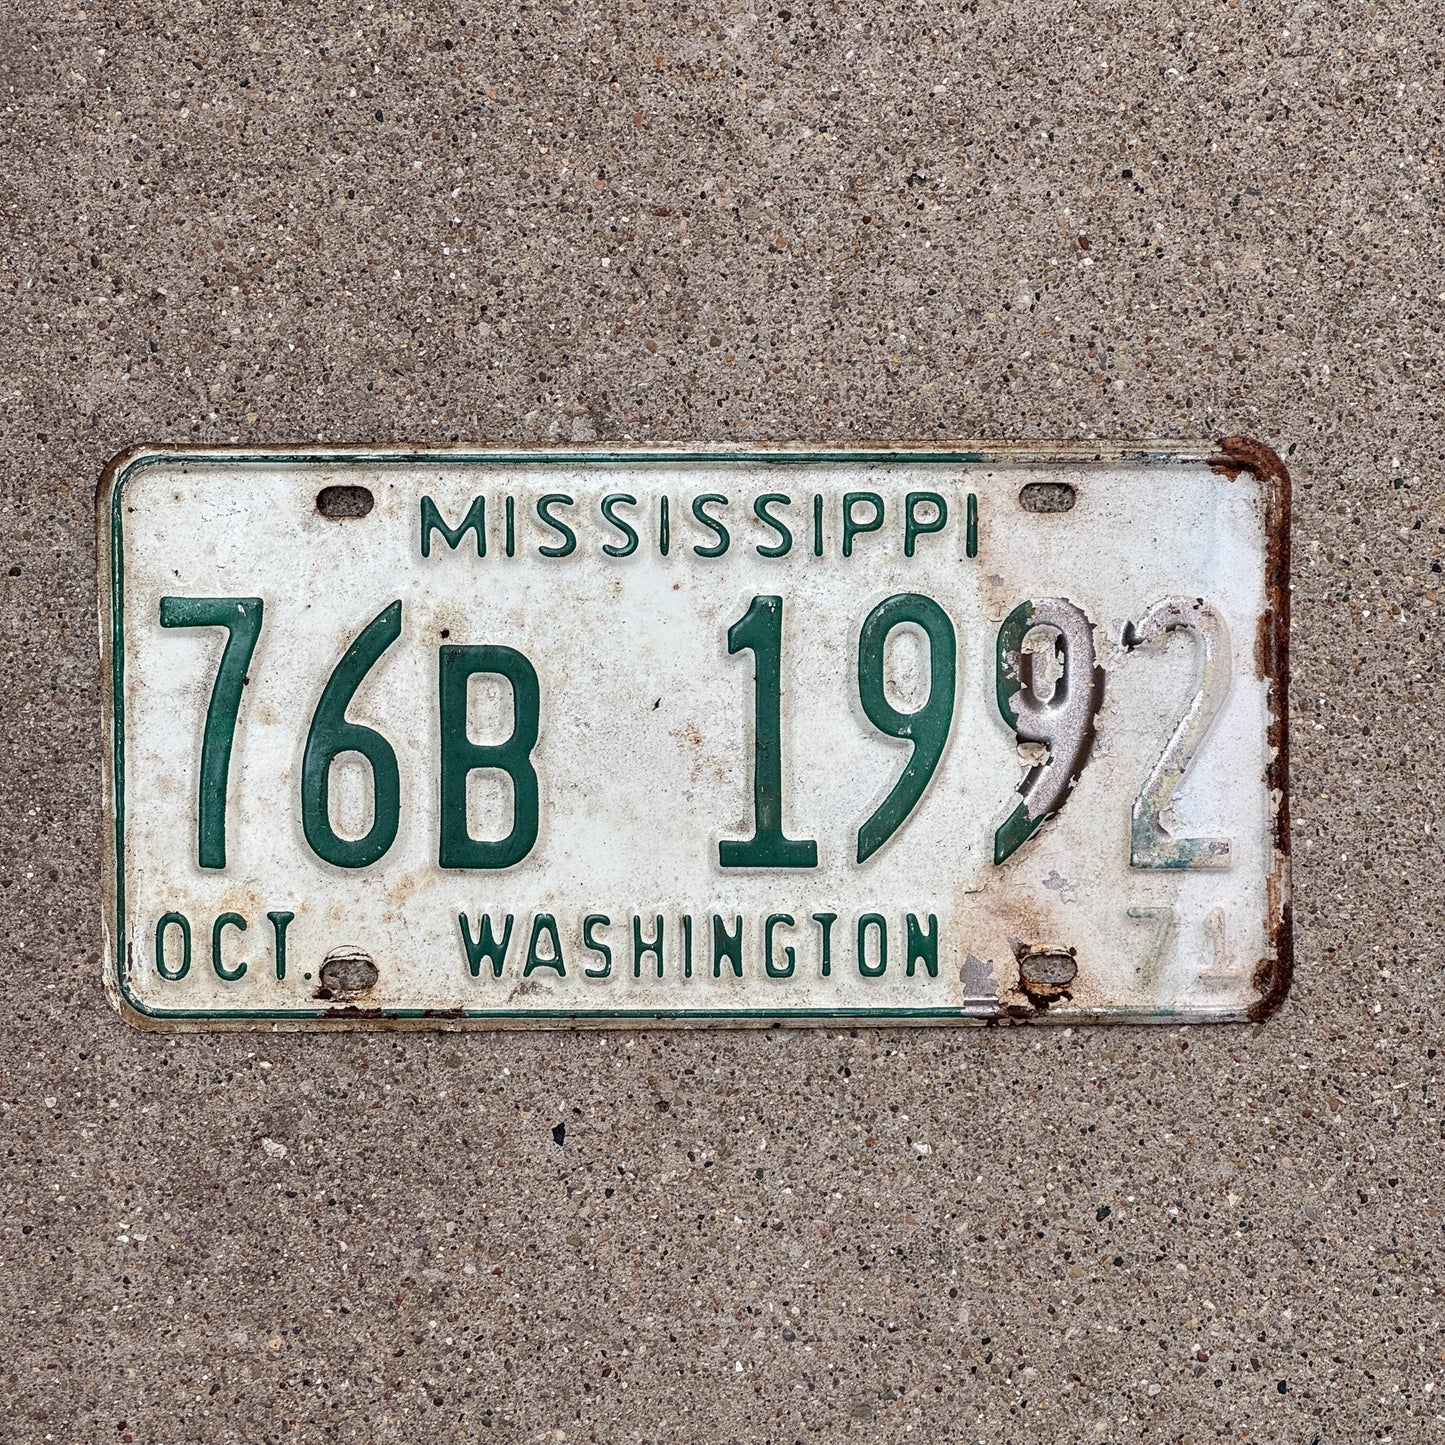 MISSISSIPPI
76B 1992
OCT. WASHINGTON 71